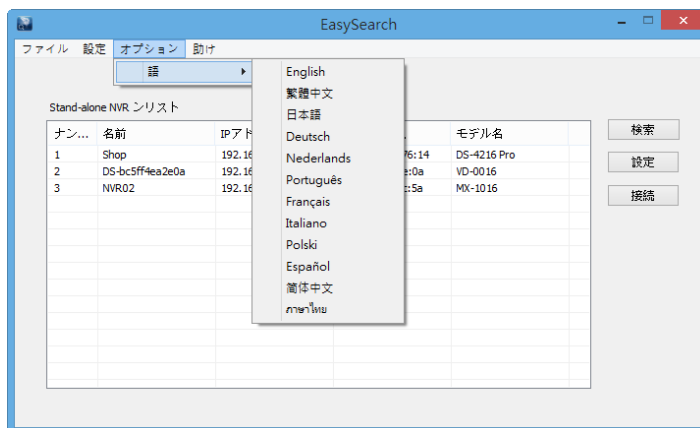 EasySearch
ファイル 設定 オプション 助け
語
English
繁體中文
日本語
Deutsch
Nederlands
Português
Français
Italiano
Polski
Español
简体中文
ภาษาไทย
Stand-alone NVR ンリスト
ナン... 名前 IPアド モデル名
1 Shop 192.16 76:14 DS-4216 Pro
2 DS-bc5ff4ea2e0a 192.16 :0a VD-0016
3 NVR02 192.16 :5a MX-1016
検索
設定
接続